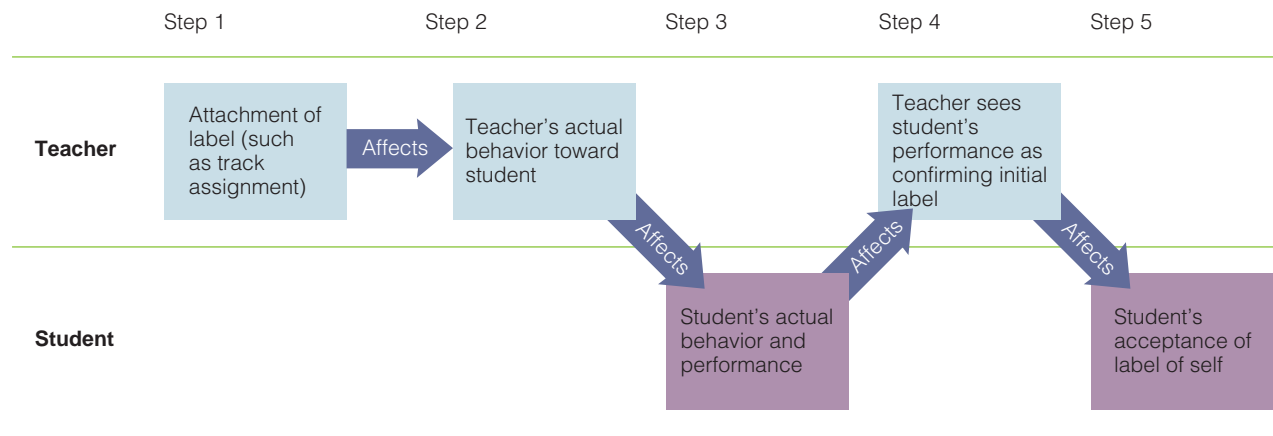 Step 1 Step 2 Step 3 Step 4 Step 5
Teacher
Attachment of
label (such
as track
assignment)
Affects
Teacher’s actual
behavior toward
student
Affects
Student
Student’s actual
behavior and
performance
Affects
Teacher sees
student’s
performance as
confirming initial
label
Affects
Student’s
acceptance of
label of self